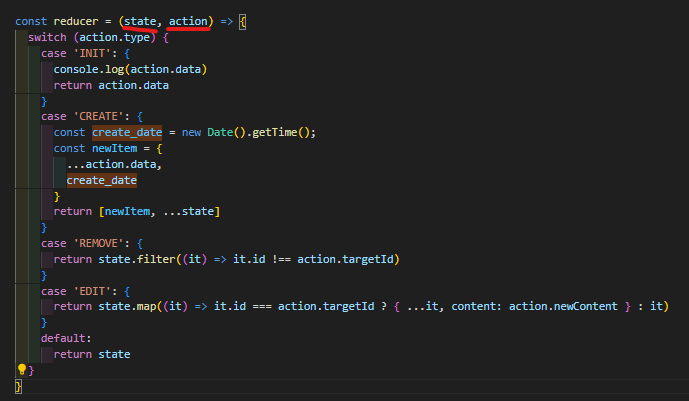 const reducer = (state, action) => {
  switch (action.type) {
    case 'INIT': {
      console.log(action.data)
      return action.data
    }
    case 'CREATE': {
      const create_date = new Date().getTime();
      const newItem = {
        ...action.data,
        create_date
      }
      return [newItem, ...state]
    }
    case 'REMOVE': {
      return state.filter((it) => it.id !== action.targetId)
    }
    case 'EDIT': {
      return state.map((it) => it.id === action.targetId ? { ...it, content: action.newContent } : it)
    }
    default:
      return state
  }
}